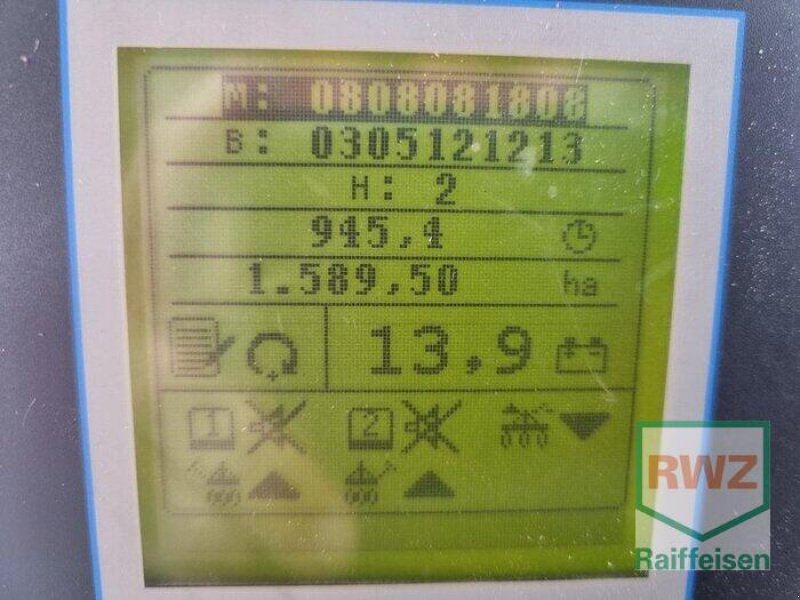 M: 0808081808
B: 0305121213
H: 2
945,4
1.589,50 ha
13,9
1 2
RWZ
Raiffeisen